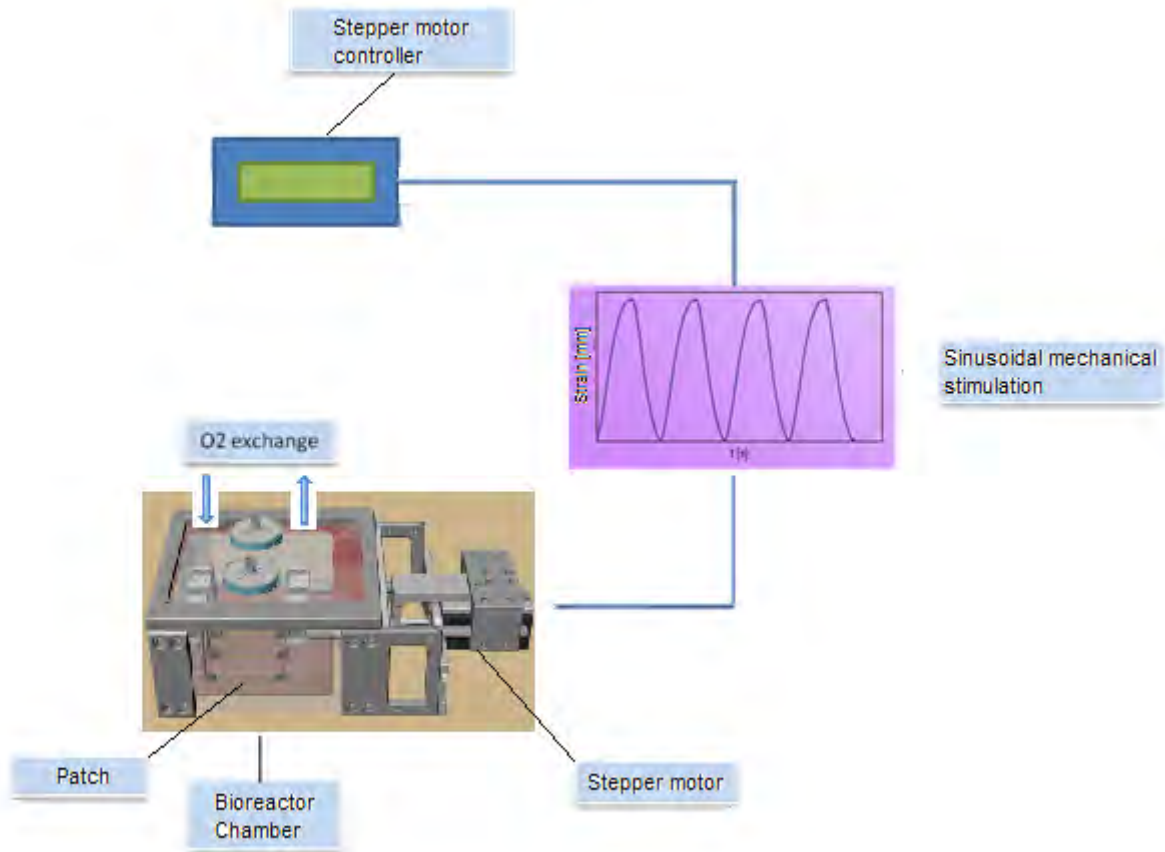 Stepper motor
controller
Strain [mm]
T[s]
Sinusoidal mechanical
stimulation
O2 exchange
Patch
Bioreactor
Chamber
Stepper motor